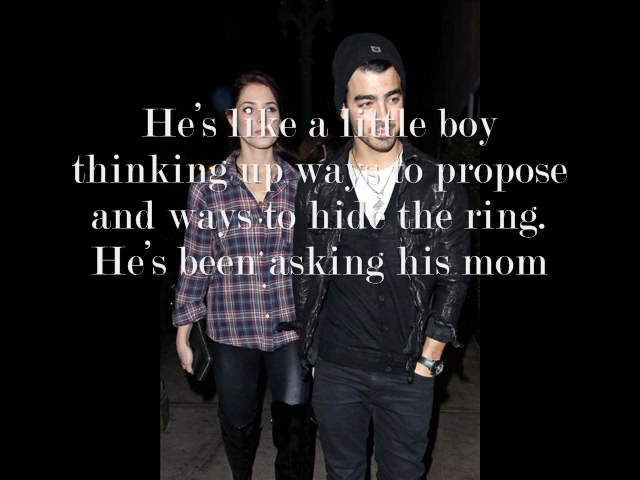 He's like a little boy
thinking up ways to propose
and ways to hide the ring.
He's been asking his mom